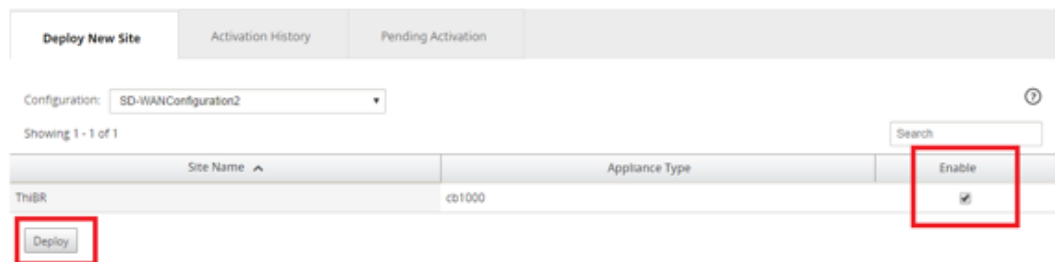 Deploy New Site Activation History Pending Activation
Configuration: SD-WANConfiguration2
Showing 1 - 1 of 1 Search
Site Name Appliance Type Enable
ThiBR cb1000
Deploy